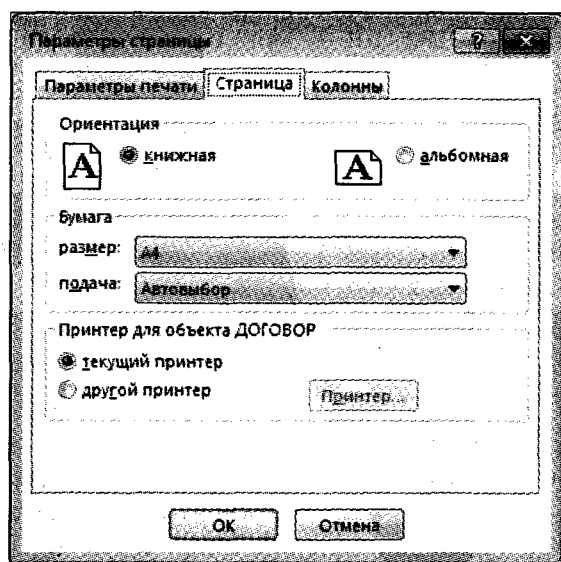 Параметры страницы
Параметры печати Страница Колонны
Ориентация
A книжная A альбомная
Бумага
размер: A4
подача: Автовыбор
Принтер для объекта ДОГОВОР
текущий принтер
другой принтер Принтер...
ОК Отмена